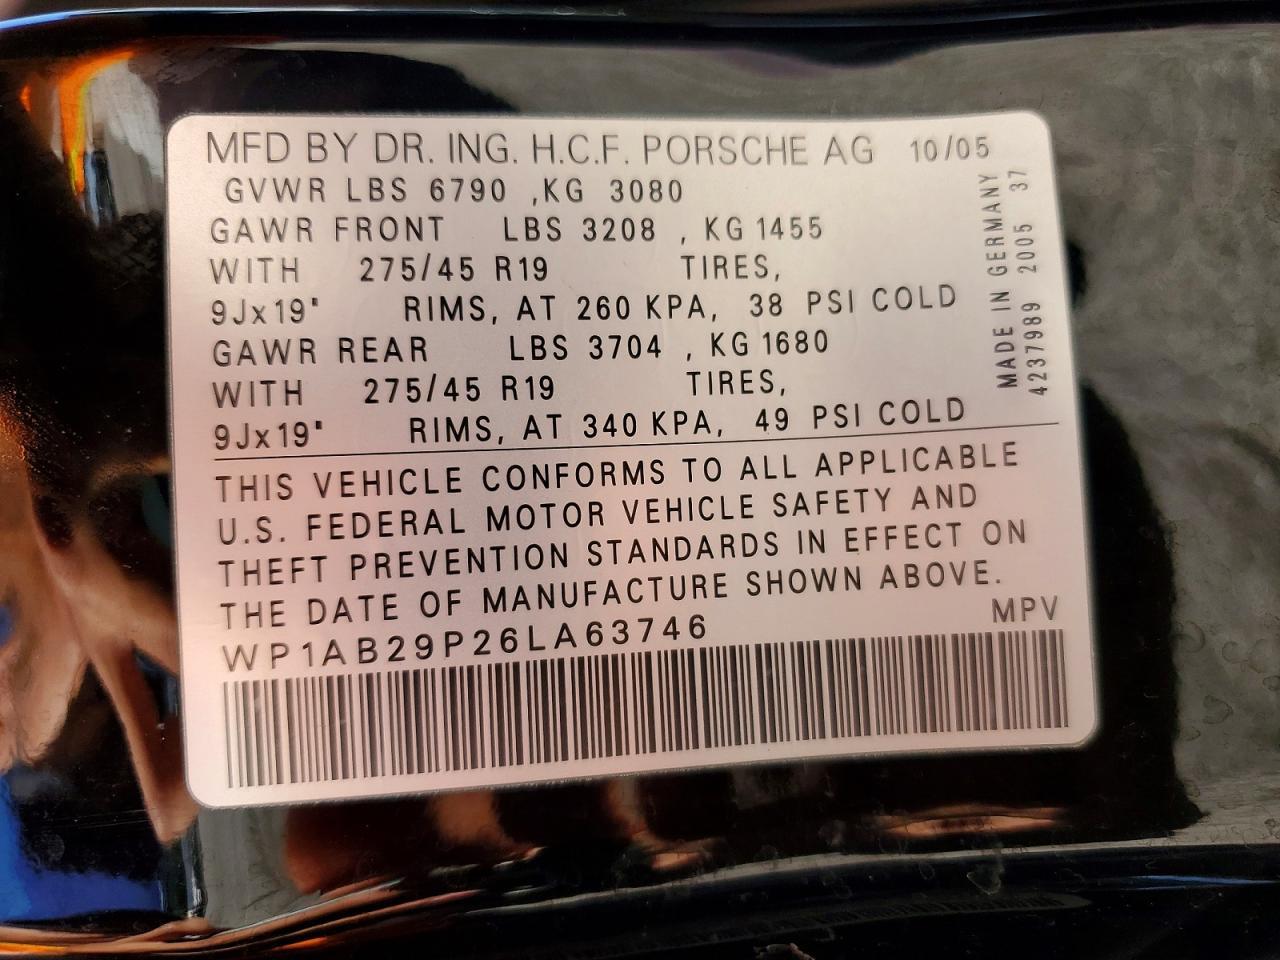 MFD BY DR. ING. H.C.F. PORSCHE AG 10/05
GVWR LBS 6790 ,KG 3080
GAWR FRONT LBS 3208 , KG 1455
WITH 275/45 R19 TIRES,
9Jx19" RIMS, AT 260 KPA, 38 PSI COLD
GAWR REAR LBS 3704 , KG 1680
WITH 275/45 R19 TIRES,
9Jx19" RIMS, AT 340 KPA, 49 PSI COLD
MADE IN GERMANY
4237989 2005 37
THIS VEHICLE CONFORMS TO ALL APPLICABLE
U.S. FEDERAL MOTOR VEHICLE SAFETY AND
THEFT PREVENTION STANDARDS IN EFFECT ON
THE DATE OF MANUFACTURE SHOWN ABOVE.
WP1AB29P26LA63746 MPV